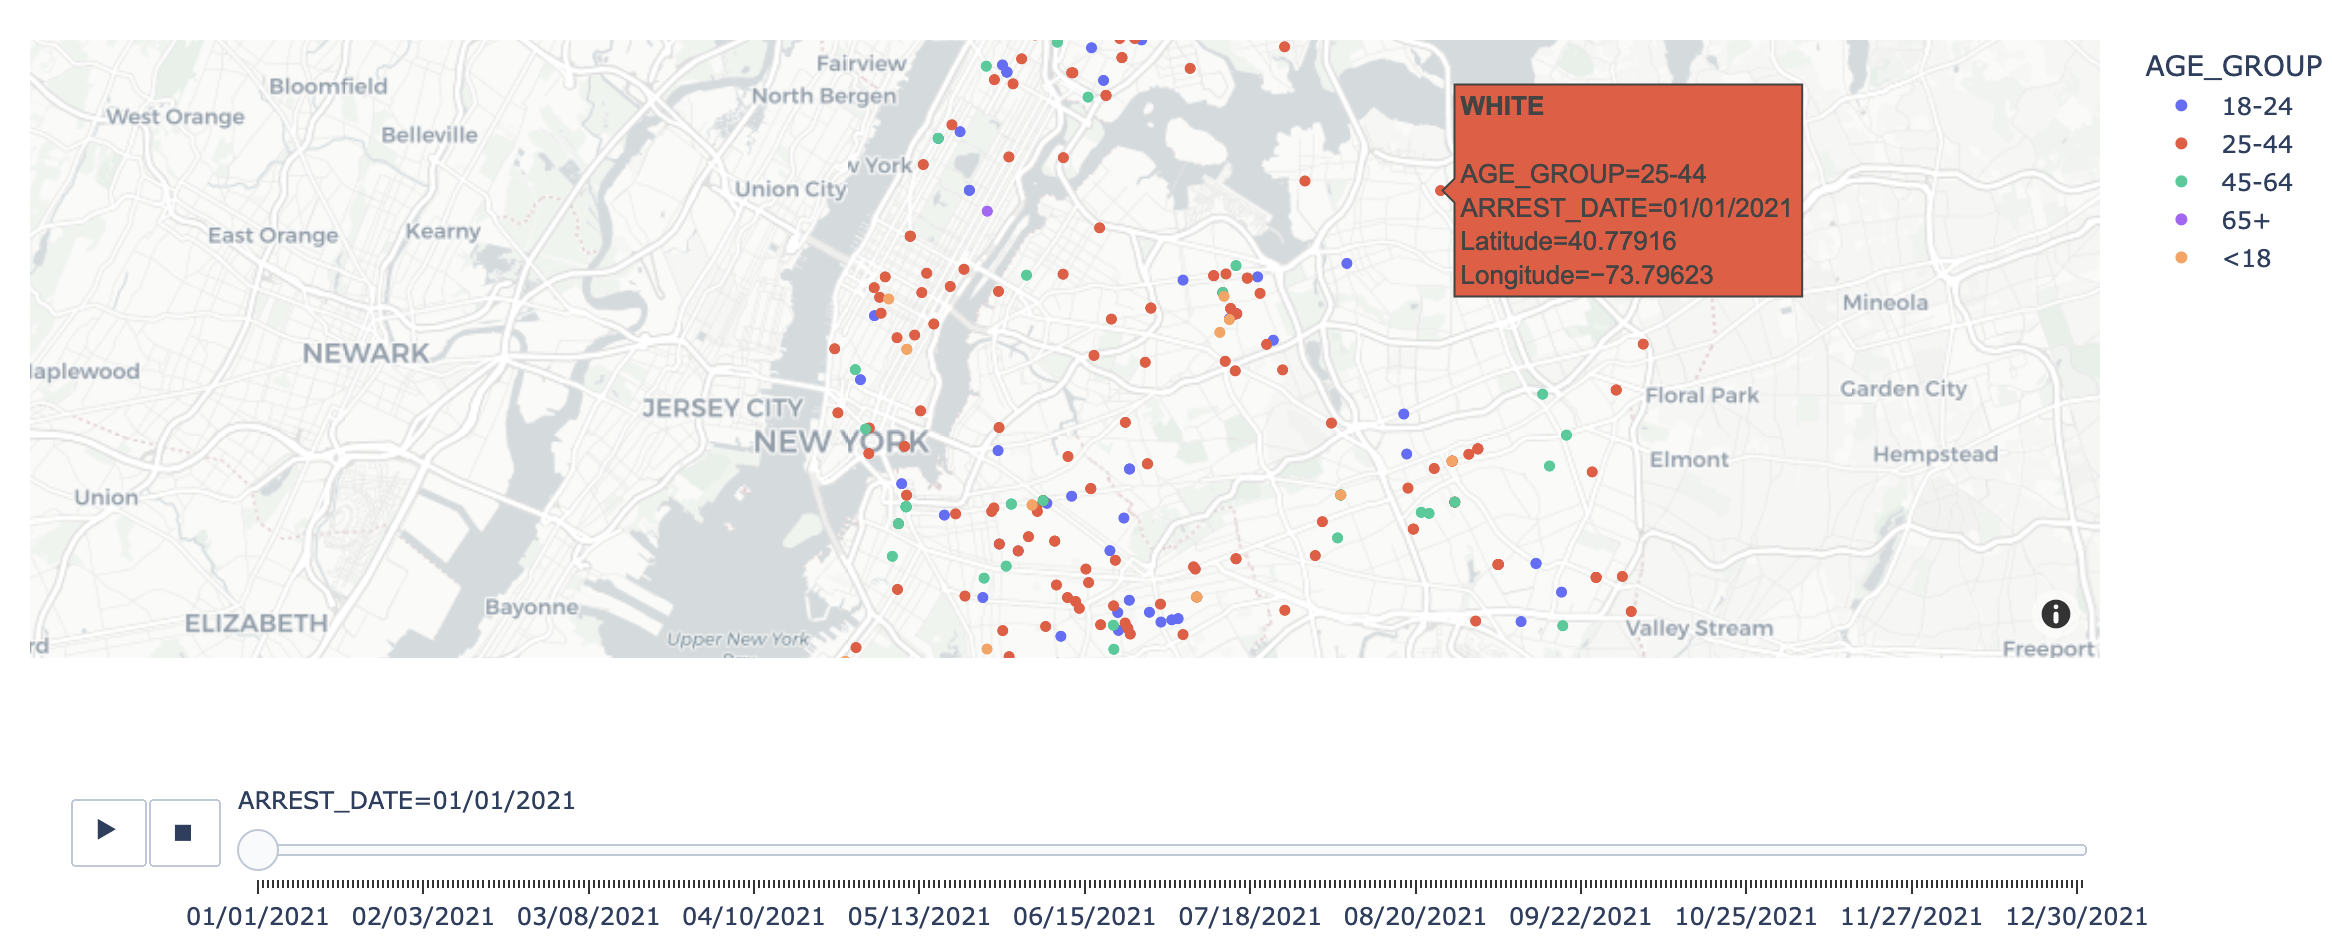 Fairview
Bloomfield
North Bergen
West Orange
Belleville
w York
Union City
East Orange
Kearny
NEWARK
laplewood
JERSEY CITY
NEW YORK
Union
Bayonne
ELIZABETH
Upper New York
rd
Mineola
Floral Park
Garden City
Elmont
Hempstead
Valley Stream
Freeport
WHITE
AGE_GROUP=25-44
ARREST_DATE=01/01/2021
Latitude=40.77916
Longitude=−73.79623
AGE_GROUP
18-24
25-44
45-64
65+
<18
ARREST_DATE=01/01/2021
01/01/2021 02/03/2021 03/08/2021 04/10/2021 05/13/2021 06/15/2021 07/18/2021 08/20/2021 09/22/2021 10/25/2021 11/27/2021 12/30/2021